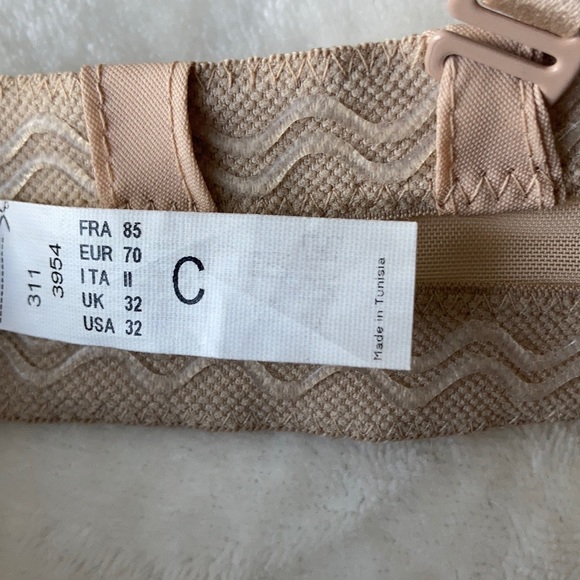 311
3954
FRA 85
EUR 70
ITA II
UK 32
USA 32
C
Made in Tunisia